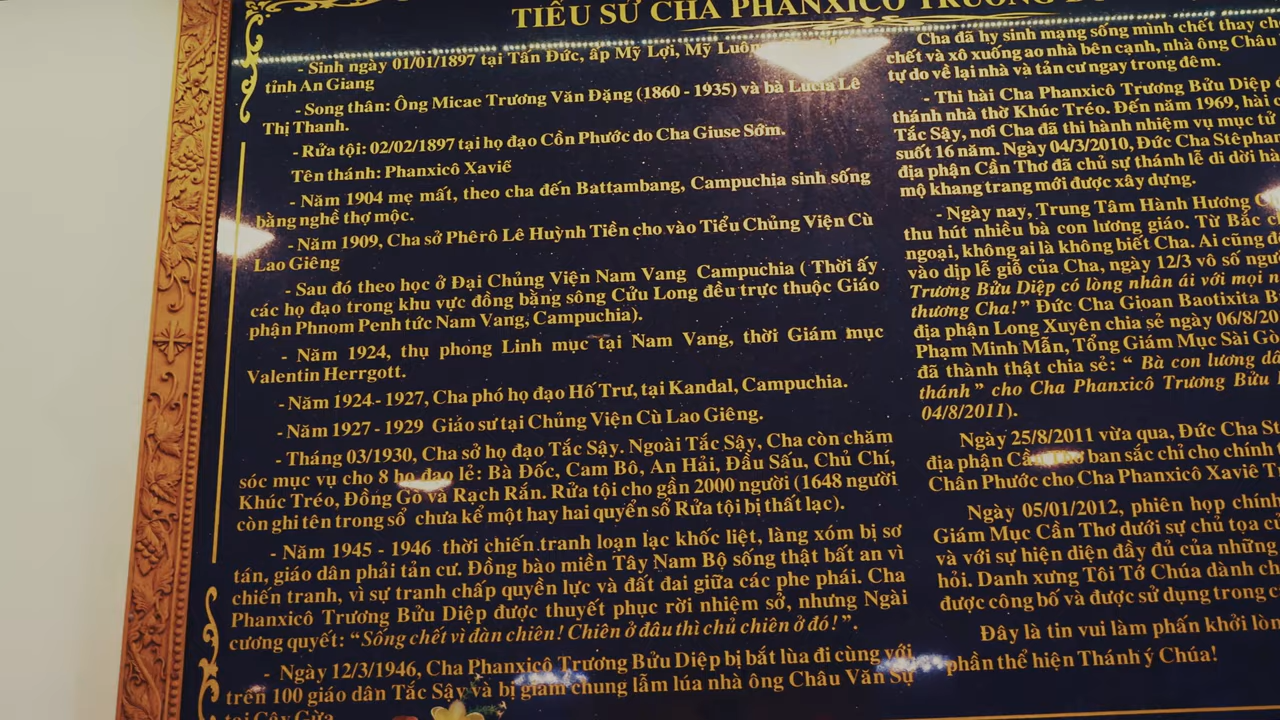 TIỂU SỬ CHA PHANXICÔ TRƯƠNG
- Sinh ngày 01/01/1897 tại Tấn Đức, ấp Mỹ Lợi, Mỹ Luông
tỉnh An Giang
- Song thân: Ông Micae Trương Văn Đặng (1860 - 1935) và bà Lucia Lê
Thị Thanh.
- Rửa tội: 02/02/1897 tại họ đạo Cồn Phước do Cha Giuse Sớm.
Tên thánh: Phanxicô Xaviê
- Năm 1904 mẹ mất, theo cha đến Battambang, Campuchia sinh sống
bằng nghề thợ mộc.
- Năm 1909, Cha sở Phêrô Lê Huỳnh Tiền cho vào Tiểu Chủng Viện Cù
Lao Giêng
- Sau đó theo học ở Đại Chủng Viện Nam Vang Campuchia ( Thời ấy
các họ đạo trong khu vực đồng bằng sông Cửu Long đều trực thuộc Giáo
phận Phnom Penh tức Nam Vang, Campuchia).
- Năm 1924, thụ phong Linh mục tại Nam Vang, thời Giám mục
Valentin Herrgott.
- Năm 1924 - 1927, Cha phó họ đạo Hố Trư, tại Kandal, Campuchia.
- Năm 1927 - 1929 Giáo sư tại Chủng Viện Cù Lao Giêng.
- Tháng 03/1930, Cha sở họ đạo Tắc Sậy. Ngoài Tắc Sậy, Cha còn chăm
sóc mục vụ cho 8 họ đạo lẻ: Bà Đốc, Cam Bô, An Hải, Đầu Sấu, Chủ Chí,
Khúc Tréo, Đồng Gò và Rạch Rắn. Rửa tội cho gần 2000 người (1648 người
còn ghi tên trong sổ chưa kể một hay hai quyển sổ Rửa tội bị thất lạc).
- Năm 1945 - 1946 thời chiến tranh loạn lạc khốc liệt, làng xóm bị sơ
tán, giáo dân phải tản cư. Đồng bào miền Tây Nam Bộ sống thật bất an vì
chiến tranh, vì sự tranh chấp quyền lực và đất đai giữa các phe phái. Cha
Phanxicô Trương Bửu Diệp được thuyết phục rời nhiệm sở, nhưng Ngài
cương quyết: “Sống chết vì đàn chiên! Chiên ở đâu thì chủ chiên ở đó!”.
- Ngày 12/3/1946, Cha Phanxicô Trương Bửu Diệp bị bắt lùa đi cùng với
trên 100 giáo dân Tắc Sậy và bị giam chung lẫm lúa nhà ông Châu Văn Sự
tại Cây Gừa
Cha đã hy sinh mạng sống mình chết thay
chết và xô xuống ao nhà bên cạnh, nhà ông Châu
tự do về lại nhà và tản cư ngay trong đêm.
- Thi hài Cha Phanxicô Trương Bửu Diệp
thánh nhà thờ Khúc Tréo. Đến năm 1969, hài
Tắc Sậy, nơi Cha đã thi hành nhiệm vụ mục tử
suốt 16 năm. Ngày 04/3/2010, Đức Cha Stêphan
địa phận Cần Thơ đã chủ sự thánh lễ di dời
mộ khang trang mới được xây dựng.
- Ngày nay, Trung Tâm Hành Hương
thu hút nhiều bà con lương giáo. Từ Bắc
ngoại, không ai là không biết Cha. Ai cũng
vào dịp lễ giỗ của Cha, ngày 12/3 vô số
Trương Bửu Diệp có lòng nhân ái với mọi
thương Cha!” Đức Cha Gioan Baotixita
địa phận Long Xuyên chia sẻ ngày 06/8/20
Phạm Minh Mẫn, Tổng Giám Mục Sài Gò
đã thành thật chia sẻ: “ Bà con lương
thánh” cho Cha Phanxicô Trương Bửu
04/8/2011).
Ngày 25/8/2011 vừa qua, Đức Cha
địa phận Cần Thơ ban sắc chỉ cho chính
Chân Phước cho Cha Phanxicô Xaviê
Ngày 05/01/2012, phiên họp chính
Giám Mục Cần Thơ dưới sự chủ tọa
và với sự hiện diện đầy đủ của những
hỏi. Danh xưng Tôi Tớ Chúa dành
được công bố và được sử dụng trong
Đây là tin vui làm phấn khởi
phần thể hiện Thánh ý Chúa!